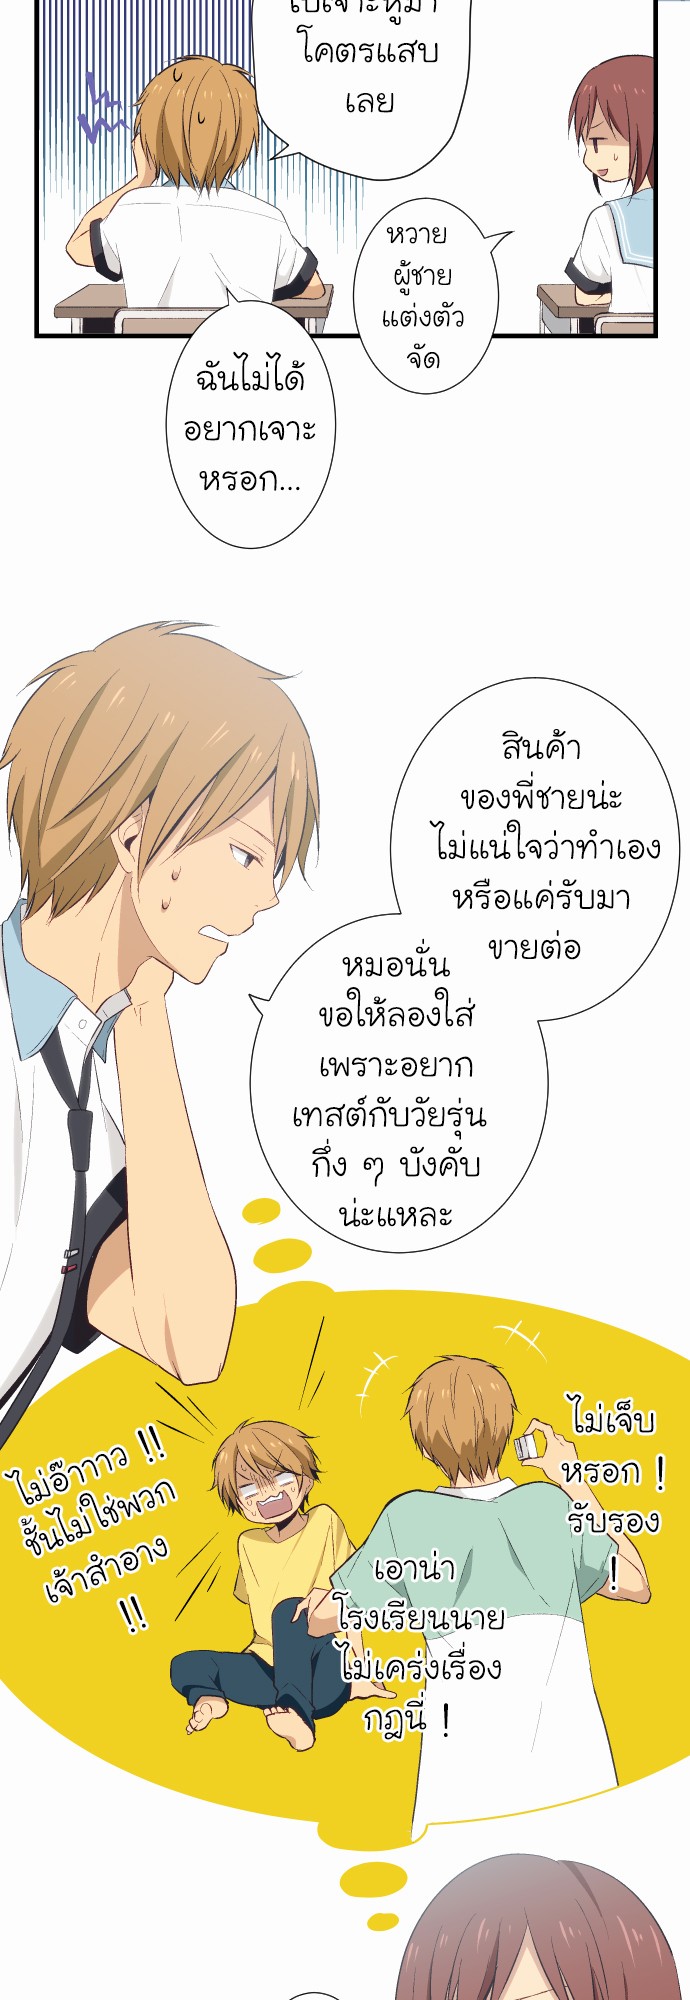 ไปเจาะหูมา
โคตรแสบ
เลย
หวาย
ผู้ชาย
แต่งตัว
จัด
ฉันไม่ได้
อยากเจาะ
หรอก...
สินค้า
ของพี่ชายน่ะ
ไม่แน่ใจว่าทำเอง
หรือแค่รับมา
ขายต่อ
หมอนั่น
ขอให้ลองใส่
เพราะอยาก
เทสต์กับวัยรุ่น
กึ่ง ๆ บังคับ
น่ะแหละ
ไม่เจ็บ
หรอก !
รับรอง
!
ไม่อ๊าาาว !!
ชั้นไม่ใช่พวก
เจ้าสำอาง
!!
เอาน่า
โรงเรียนนาย
ไม่เคร่งเรื่อง
กฎนี่ !